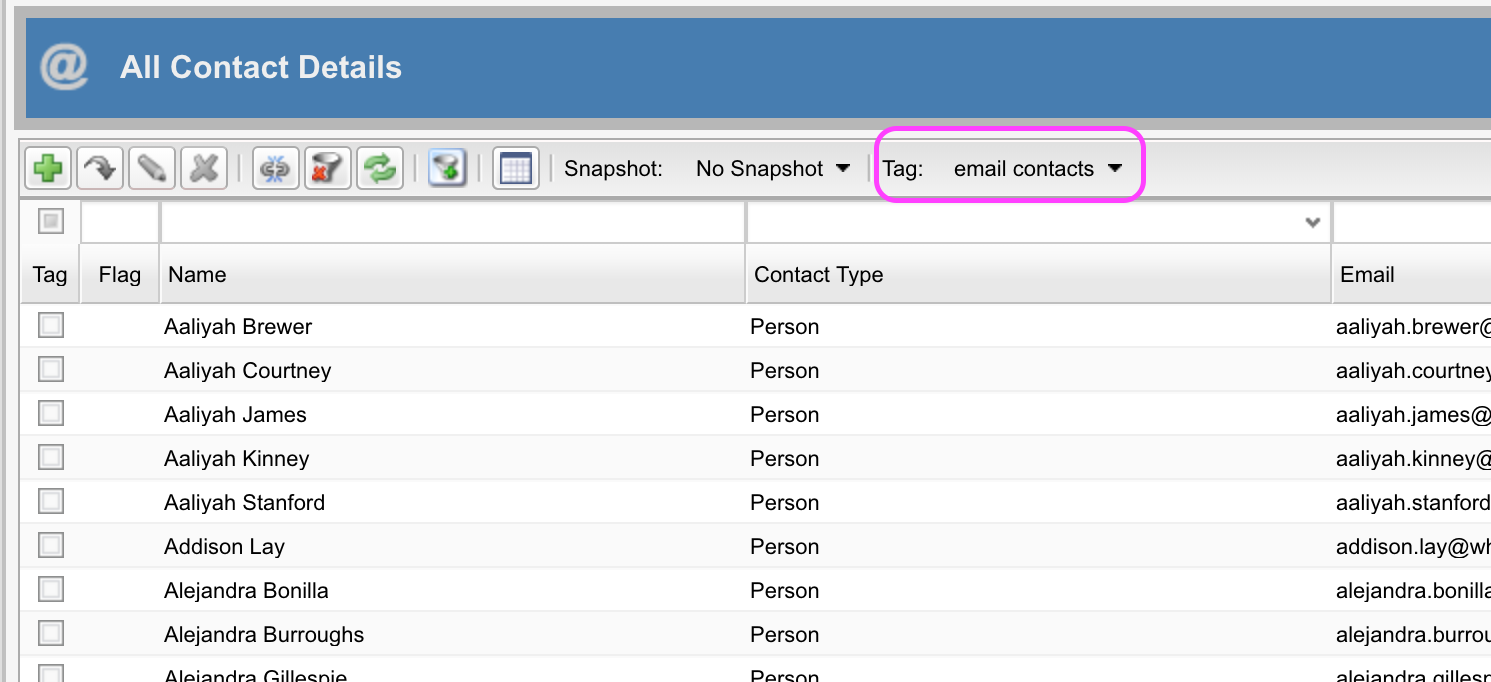 @ All Contact Details
Snapshot: No Snapshot Tag: email contacts
Tag Flag Name Contact Type Email
Aaliyah Brewer Person aaliyah.brewer@
Aaliyah Courtney Person aaliyah.courtney
Aaliyah James Person aaliyah.james@
Aaliyah Kinney Person aaliyah.kinney@
Aaliyah Stanford Person aaliyah.stanford
Addison Lay Person addison.lay@wh
Alejandra Bonilla Person alejandra.bonilla
Alejandra Burroughs Person alejandra.burrou
Alejandra Gillespie Person alejandra.gillesp